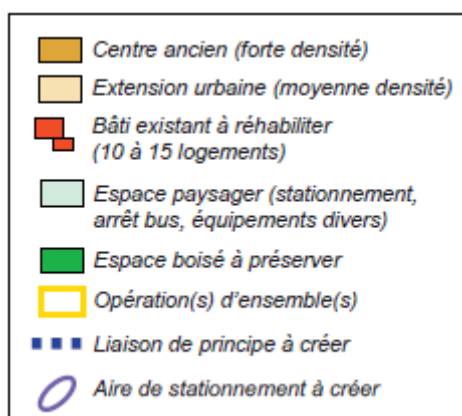 Centre ancien (forte densité)
Extension urbaine (moyenne densité)
Bâti existant à réhabiliter
(10 à 15 logements)
Espace paysager (stationnement,
arrêt bus, équipements divers)
Espace boisé à préserver
Opération(s) d'ensemble(s)
Liaison de principe à créer
Aire de stationnement à créer